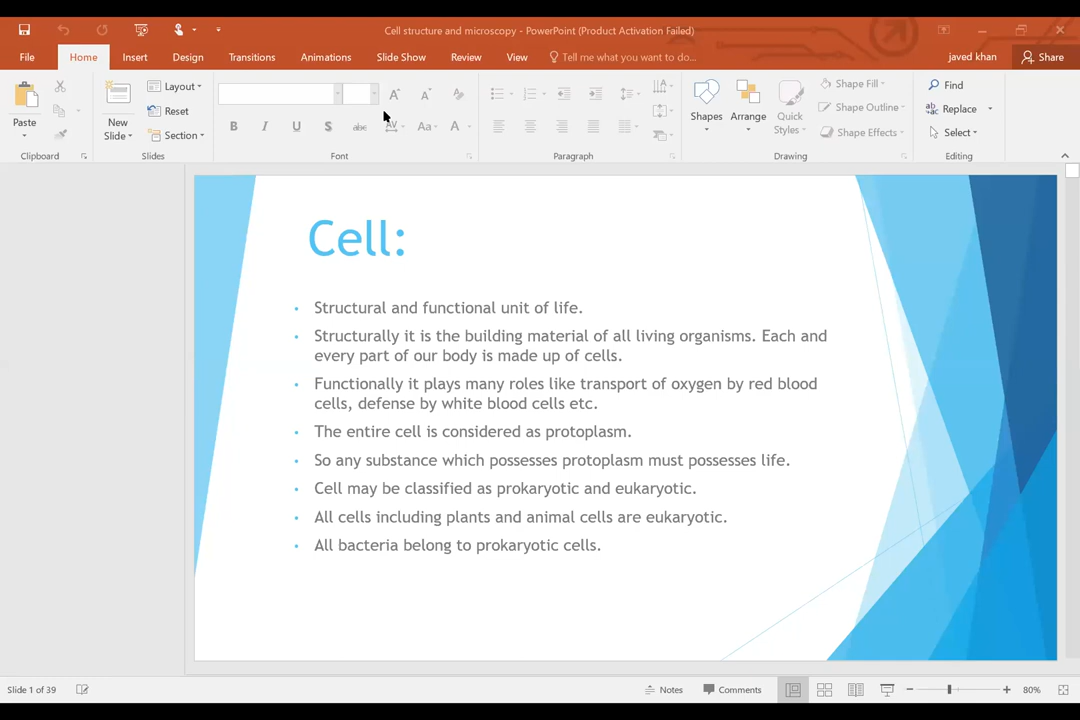 Cell structure and microscopy - PowerPoint (Product Activation Failed)
File Home Insert Design Transitions Animations Slide Show Review View Tell me what you want to do... javed khan Share
Paste
Clipboard
New Slide
Layout
Reset
Section
Slides
B I U S abc AV Aa A
Font
Paragraph
Shapes
Arrange
Quick Styles
Shape Fill
Shape Outline
Shape Effects
Drawing
Find
Replace
Select
Editing
Cell:
• Structural and functional unit of life.
• Structurally it is the building material of all living organisms. Each and
every part of our body is made up of cells.
• Functionally it plays many roles like transport of oxygen by red blood
cells, defense by white blood cells etc.
• The entire cell is considered as protoplasm.
• So any substance which possesses protoplasm must possesses life.
• Cell may be classified as prokaryotic and eukaryotic.
• All cells including plants and animal cells are eukaryotic.
• All bacteria belong to prokaryotic cells.
Slide 1 of 39 Notes Comments 80%